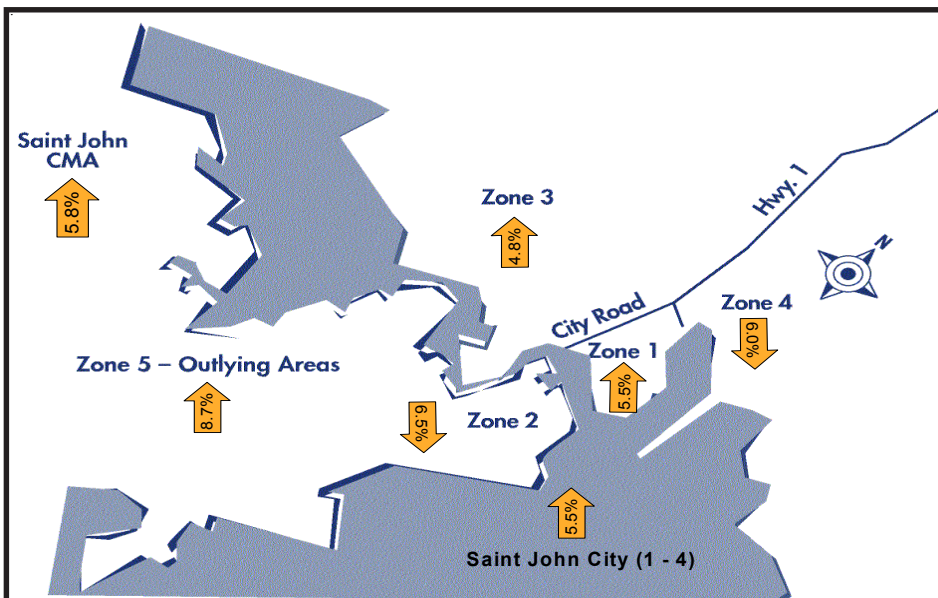 Saint John
CMA
5.8%
Zone 3
4.8%
Hwy. 1
N
City Road
Zone 4
6.0%
Zone 1
5.5%
Zone 5 – Outlying Areas
8.7%
6.5%
Zone 2
5.5%
Saint John City (1 - 4)